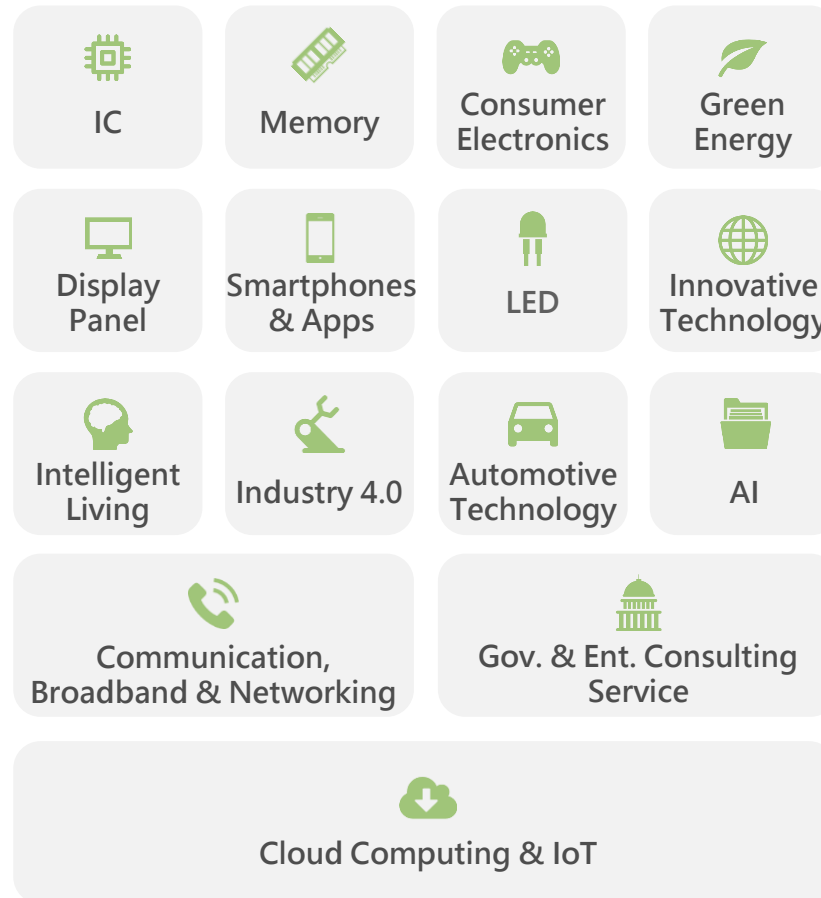 IC
Memory
Consumer
Electronics
Green
Energy
Display
Panel
Smartphones
& Apps
LED
Innovative
Technology
Intelligent
Living
Industry 4.0
Automotive
Technology
AI
Communication,
Broadband & Networking
Gov. & Ent. Consulting
Service
Cloud Computing & IoT